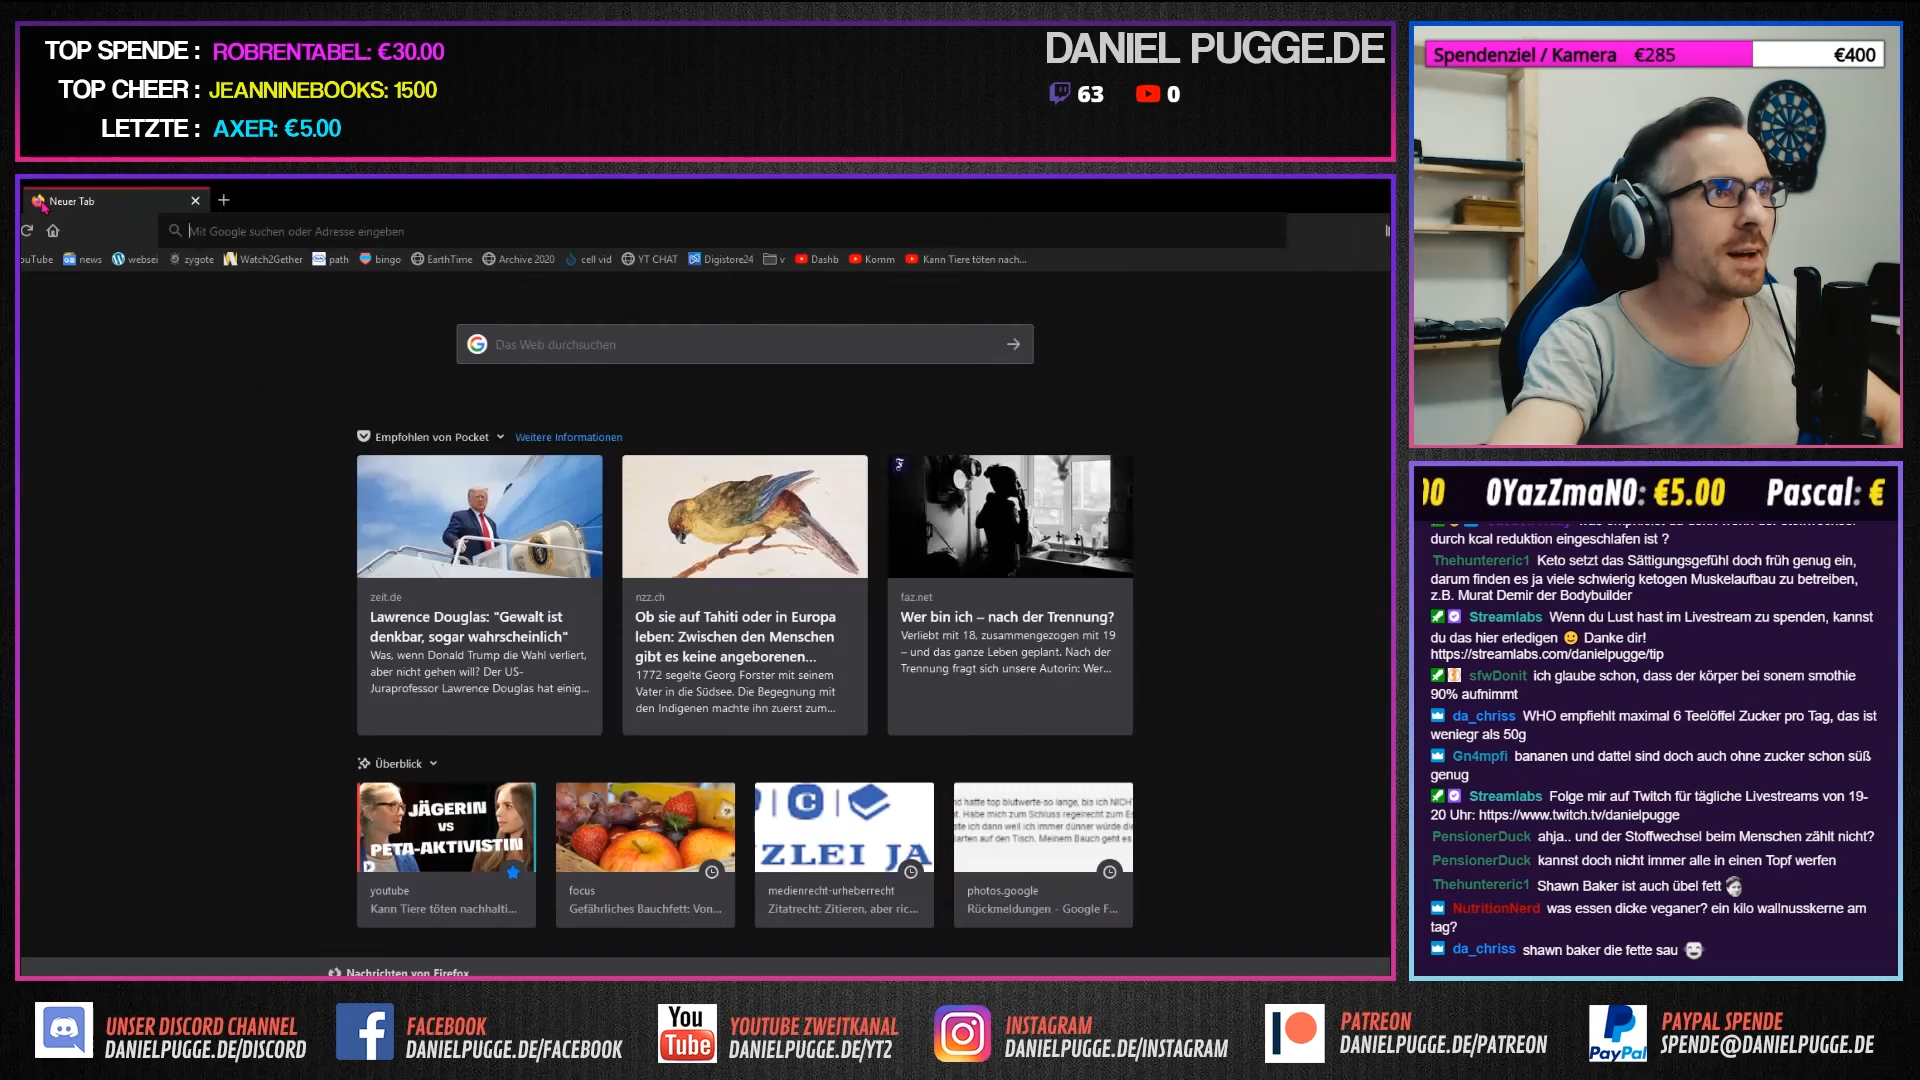 TOP SPENDE : ROBRENTABEL: €30.00
TOP CHEER : JEANNINEBOOKS: 1500
LETZTE : AXER: €5.00
DANIEL PUGGE.DE
63 0
Spendenziel / Kamera €285 €400
Neuer Tab
Mit Google suchen oder Adresse eingeben
ouTube news websei zygote Watch2Gether path bingo EarthTime Archive 2020 cell vid YT CHAT Digistore24 v Dashb Komm Kann Tiere töten nach...
Das Web durchsuchen
Empfohlen von Pocket Weitere Informationen
zeit.de
Lawrence Douglas: "Gewalt ist
denkbar, sogar wahrscheinlich"
Was, wenn Donald Trump die Wahl verliert,
aber nicht gehen will? Der US-
Juraprofessor Lawrence Douglas hat einig...
nzz.ch
Ob sie auf Tahiti oder in Europa
leben: Zwischen den Menschen
gibt es keine angeborenen...
1772 segelte Georg Forster mit seinem
Vater in die Südsee. Die Begegnung mit
den Indigenen machte ihn zuerst zum...
faz.net
Wer bin ich – nach der Trennung?
Verliebt mit 18, zusammengezogen mit 19
– und das ganze Leben geplant. Nach der
Trennung fragt sich unsere Autorin: Wer...
Überblick
JÄGERIN
VS
PETA-AKTIVISTIN
youtube
Kann Tiere töten nachhalti...
focus
Gefährliches Bauchfett: Von...
ZLEI JA
medienrecht-urheberrecht
Zitatrecht: Zitieren, aber ric...
photos.google
Rückmeldungen - Google F...
Nachrichten von Firefox
00 0YazZmaN0: €5.00 Pascal: €
durch kcal reduktion eingeschlafen ist ?
Thehuntereric1 Keto setzt das Sättigungsgefühl doch früh genug ein,
darum finden es ja viele schwierig ketogen Muskelaufbau zu betreiben,
z.B. Murat Demir der Bodybuilder
Streamlabs Wenn du Lust hast im Livestream zu spenden, kannst
du das hier erledigen Danke dir!
https://streamlabs.com/danielpugge/tip
sfwDonit ich glaube schon, dass der körper bei sonem smothie
90% aufnimmt
da_chriss WHO empfiehlt maximal 6 Teelöffel Zucker pro Tag, das ist
weniegr als 50g
Gn4mpfi bananen und dattel sind doch auch ohne zucker schon süß
genug
Streamlabs Folge mir auf Twitch für tägliche Livestreams von 19-
20 Uhr: https://www.twitch.tv/danielpugge
PensionerDuck ahja.. und der Stoffwechsel beim Menschen zählt nicht?
PensionerDuck kannst doch nicht immer alle in einen Topf werfen
Thehuntereric1 Shawn Baker ist auch übel fett
NutritionNerd was essen dicke veganer? ein kilo wallnusskerne am
tag?
da_chriss shawn baker die fette sau
UNSER DISCORD CHANNEL
DANIELPUGGE.DE/DISCORD
FACEBOOK
DANIELPUGGE.DE/FACEBOOK
You
Tube
YOUTUBE ZWEITKANAL
DANIELPUGGE.DE/YT2
INSTAGRAM
DANIELPUGGE.DE/INSTAGRAM
PATREON
DANIELPUGGE.DE/PATREON
PayPal
PAYPAL SPENDE
SPENDE@DANIELPUGGE.DE